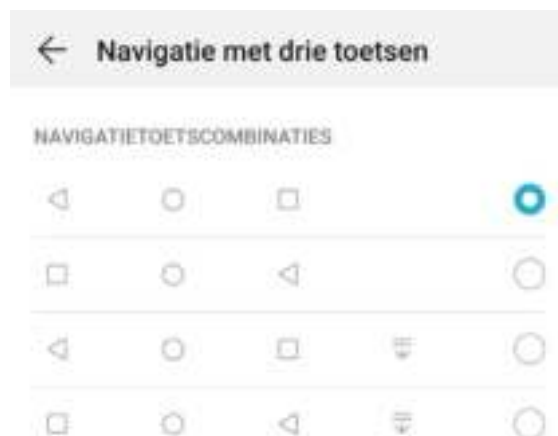 Navigatie met drie toetsen
NAVIGATIETOETSCOMBINATIES